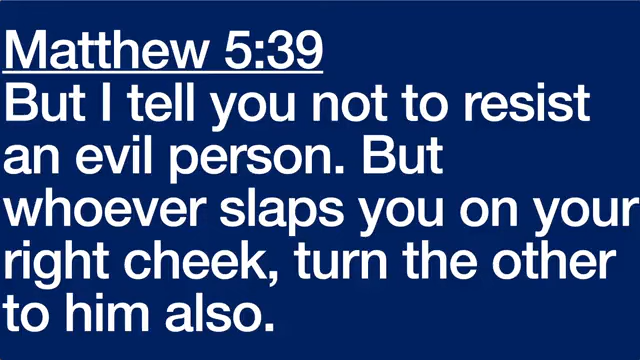 Matthew 5:39
But I tell you not to resist
an evil person. But
whoever slaps you on your
right cheek, turn the other
to him also.